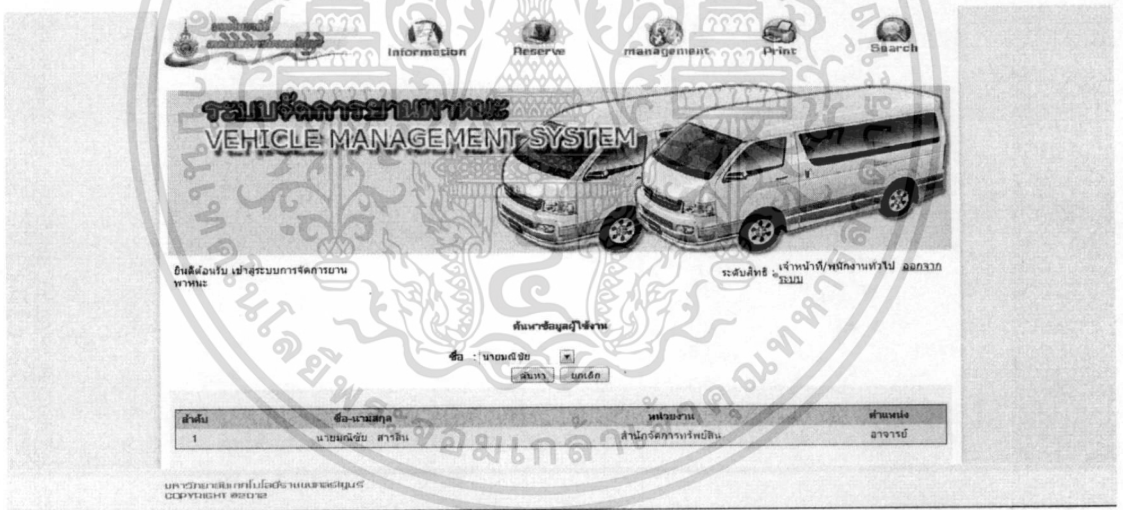 Information Reserve management Print Search
ระบบจัดการยานพาหนะ
VEHICLE MANAGEMENT SYSTEM
ยินดีต้อนรับ เข้าสู่ระบบการจัดการยาน
พาหนะ
ระดับสิทธิ : เจ้าหน้าที่/พนักงานทั่วไป ออกจาก
ระบบ
ค้นหาข้อมูลผู้ใช้งาน
ชื่อ : นายมณีชัย
ค้นหา ยกเลิก
ลำดับ ชื่อ-นามสกุล หน่วยงาน ตำแหน่ง
1 นายมณีชัย สารสิน สำนักจัดการทรัพย์สิน อาจารย์
COPYRIGHT @2012